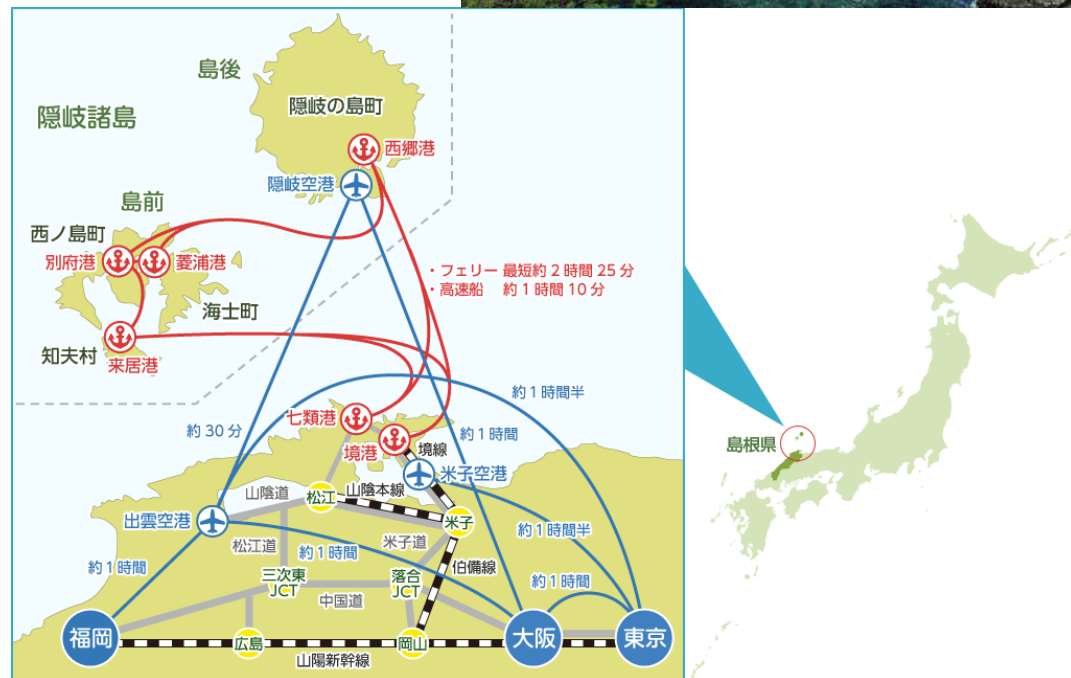 島後
隠岐の島町
隠岐諸島
西郷港
隠岐空港
島前
西ノ島町
別府港
菱浦港
・フェリー 最短約2時間25分
・高速船 約1時間10分
海士町
知夫村
来居港
約1時間半
七類港
約30分
約1時間
境港
境線
米子空港
山陰本線
山陰道
松江
出雲空港
米子
約1時間半
松江道
約1時間
米子道
伯備線
約1時間
三次東
JCT
落合
JCT
約1時間
中国道
福岡
広島
岡山
大阪
東京
山陽新幹線
島根県